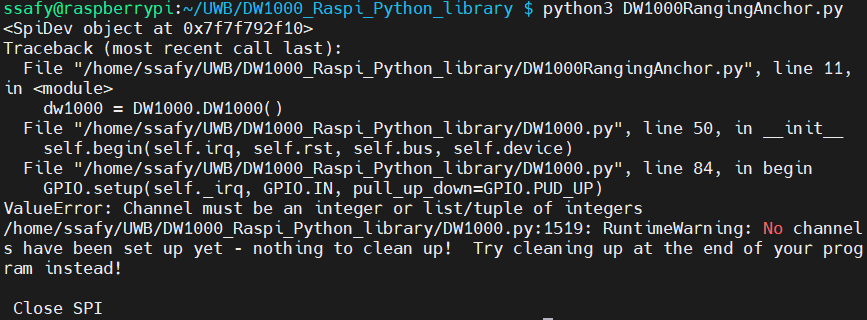 ssafy@raspberrypi:~/UWB/DW1000_Raspi_Python_library $ python3 DW1000RangingAnchor.py
<SpiDev object at 0x7f7f792f10>
Traceback (most recent call last):
  File "/home/ssafy/UWB/DW1000_Raspi_Python_library/DW1000RangingAnchor.py", line 11,
in <module>
    dw1000 = DW1000.DW1000()
  File "/home/ssafy/UWB/DW1000_Raspi_Python_library/DW1000.py", line 50, in __init__
    self.begin(self.irq, self.rst, self.bus, self.device)
  File "/home/ssafy/UWB/DW1000_Raspi_Python_library/DW1000.py", line 84, in begin
    GPIO.setup(self._irq, GPIO.IN, pull_up_down=GPIO.PUD_UP)
ValueError: Channel must be an integer or list/tuple of integers
/home/ssafy/UWB/DW1000_Raspi_Python_library/DW1000.py:1519: RuntimeWarning: No channel
s have been set up yet - nothing to clean up!  Try cleaning up at the end of your prog
ram instead!

 Close SPI